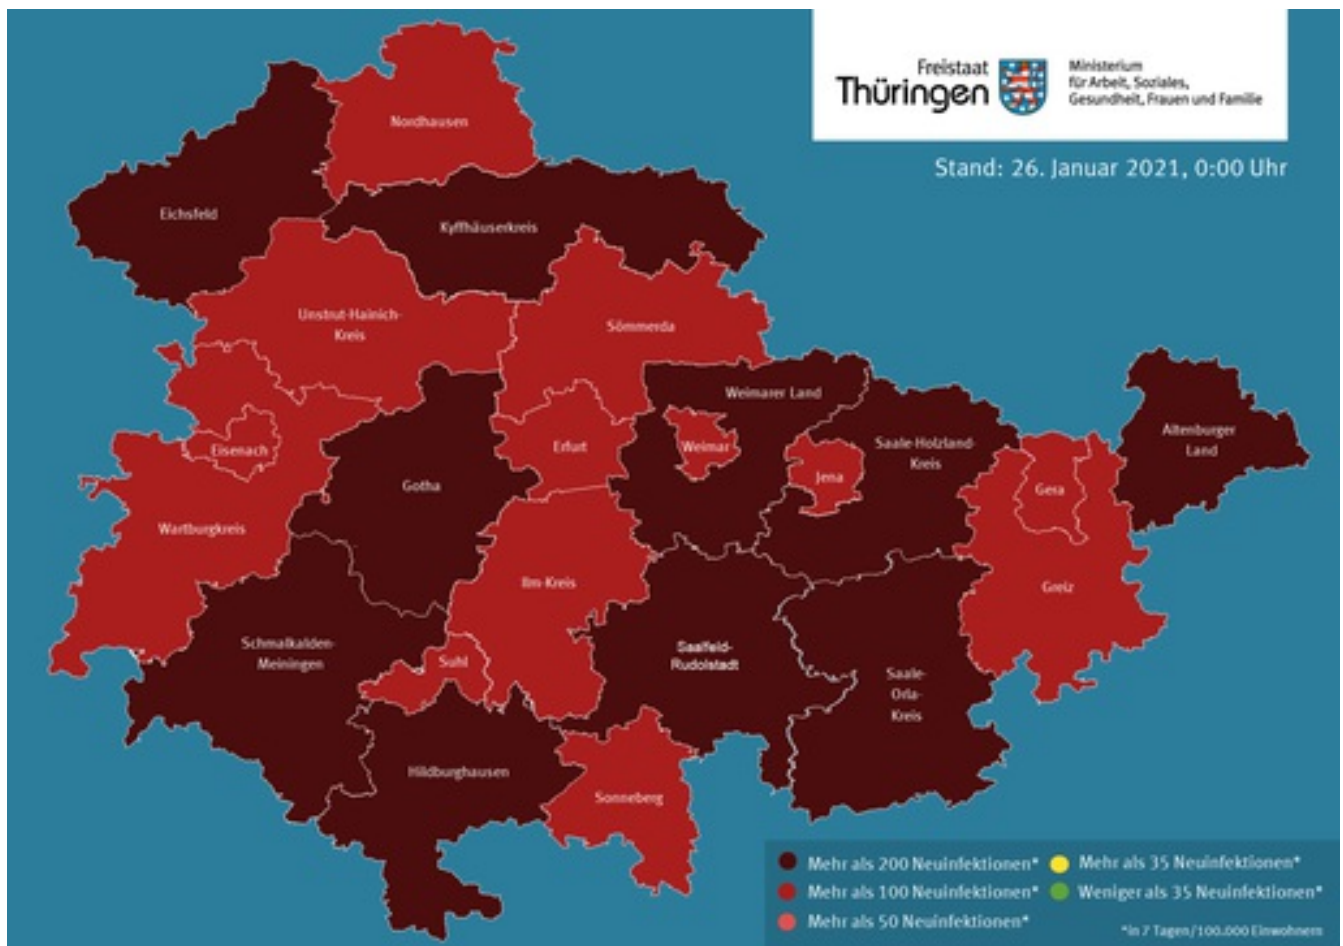 Freistaat
Thüringen
Ministerium
für Arbeit, Soziales,
Gesundheit, Frauen und Familie
Stand: 26. Januar 2021, 0:00 Uhr
Nordhausen
Eichsfeld
Kyffhäuserkreis
Unstrut-Hainich-
Kreis
Sömmerda
Weimarer Land
Altenburger
Land
Eisenach
Erfurt
Weimar
Saale-Holzland-
Kreis
Jena
Gera
Gotha
Wartburgkreis
Ilm-Kreis
Greiz
Schmalkalden-
Meiningen
Suhl
Saalfeld-
Rudolstadt
Saale-
Orla-
Kreis
Hildburghausen
Sonneberg
Mehr als 200 Neuinfektionen*
Mehr als 100 Neuinfektionen*
Mehr als 50 Neuinfektionen*
Mehr als 35 Neuinfektionen*
Weniger als 35 Neuinfektionen*
*in 7 Tagen/100.000 Einwohnern